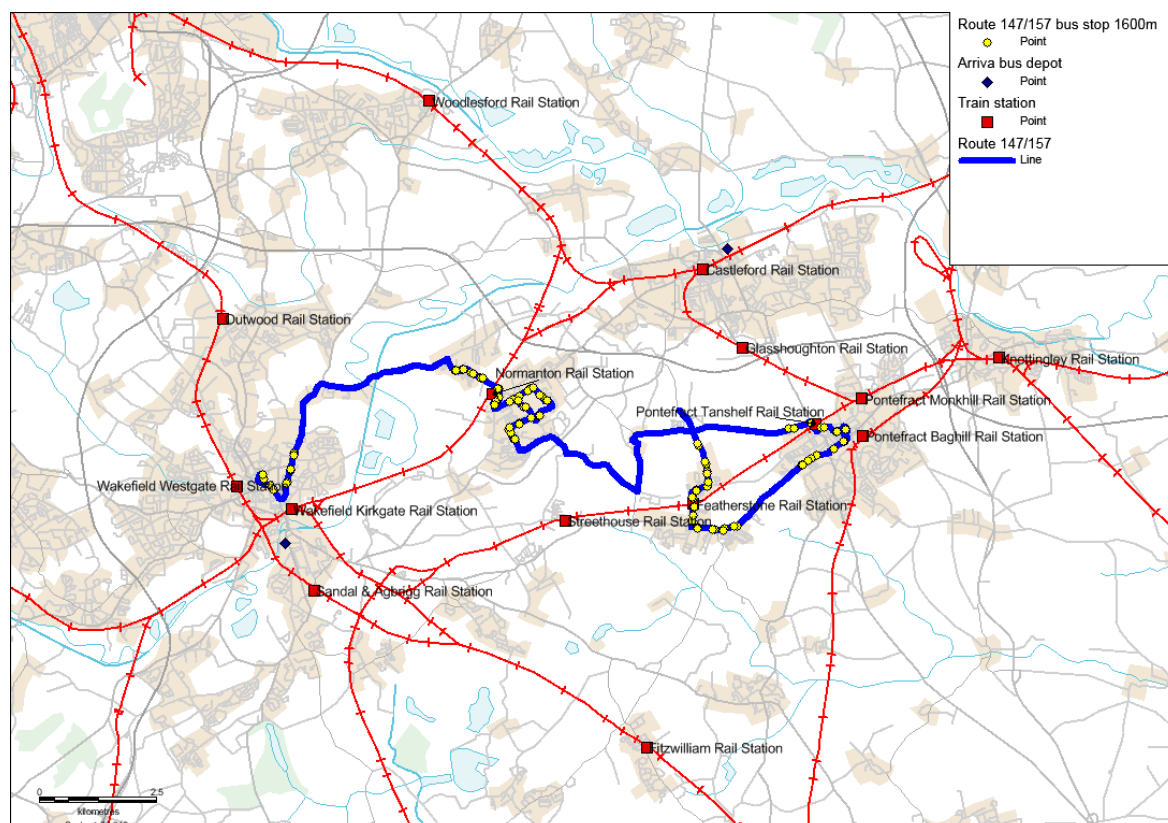 Route 147/157 bus stop 1600m
Point
Arriva bus depot
Point
Train station
Point
Route 147/157
Line
Woodlesford Rail Station
Castleford Rail Station
Outwood Rail Station
Glasshoughton Rail Station
Knottingley Rail Station
Normanton Rail Station
Pontefract Monkhill Rail Station
Pontefract Tanshelf Rail Station
Pontefract Baghill Rail Station
Wakefield Westgate Rail Station
Wakefield Kirkgate Rail Station
Featherstone Rail Station
Streethouse Rail Station
Sandal & Agbrigg Rail Station
Fitzwilliam Rail Station
0 2.5
kilometres